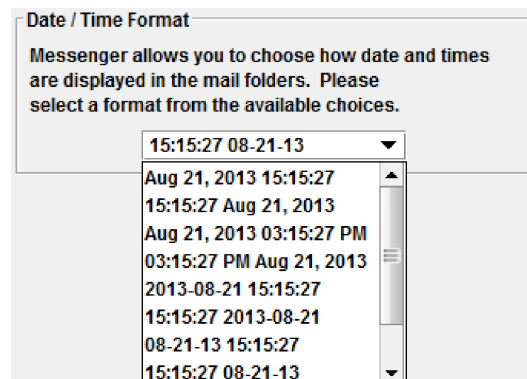 Date / Time Format
Messenger allows you to choose how date and times
are displayed in the mail folders.  Please
select a format from the available choices.
15:15:27 08-21-13
Aug 21, 2013 15:15:27
15:15:27 Aug 21, 2013
Aug 21, 2013 03:15:27 PM
03:15:27 PM Aug 21, 2013
2013-08-21 15:15:27
15:15:27 2013-08-21
08-21-13 15:15:27
15:15:27 08-21-13